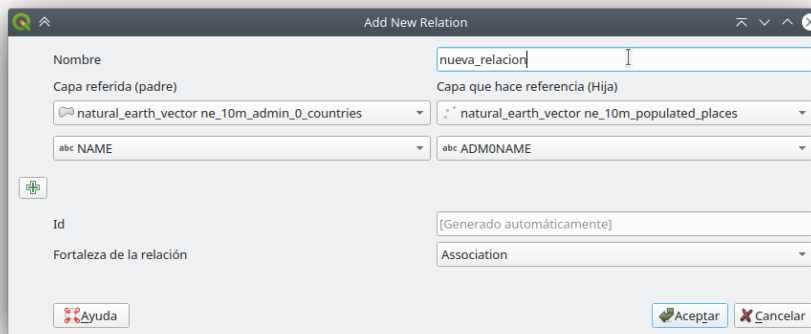 Add New Relation
Nombre
nueva_relacion
Capa referida (padre)
Capa que hace referencia (Hija)
natural_earth_vector ne_10m_admin_0_countries
natural_earth_vector ne_10m_populated_places
abc NAME
abc ADM0NAME
Id
[Generado automáticamente]
Fortaleza de la relación
Association
Ayuda
Aceptar
Cancelar